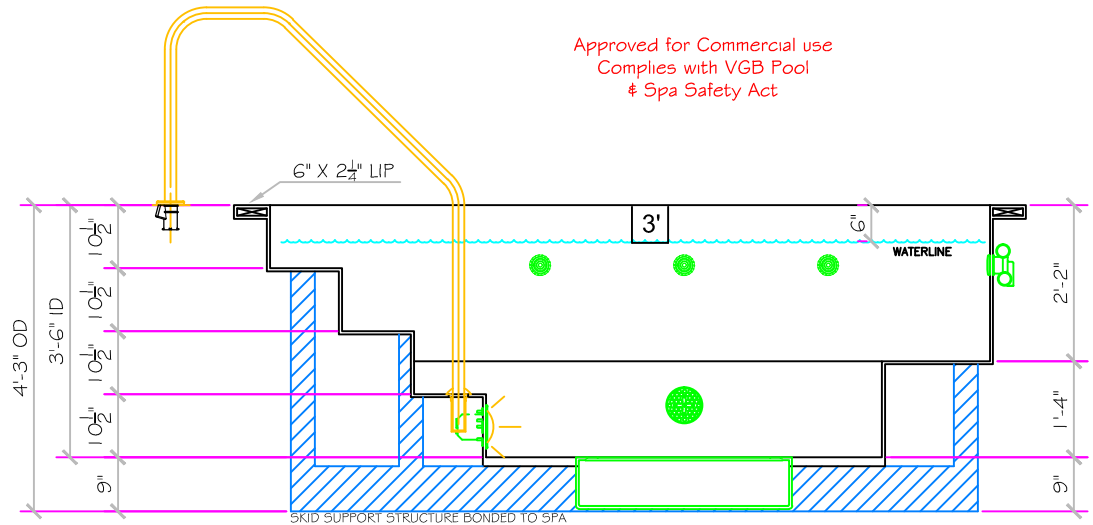 Approved for Commercial use
Complies with VGB Pool
& Spa Safety Act
6" X 2¼" LIP
3'
6"
WATERLINE
10½"
10½"
10½"
10½"
9"
3'-6" ID
4'-3" OD
2'-2"
1'-4"
9"
SKID SUPPORT STRUCTURE BONDED TO SPA